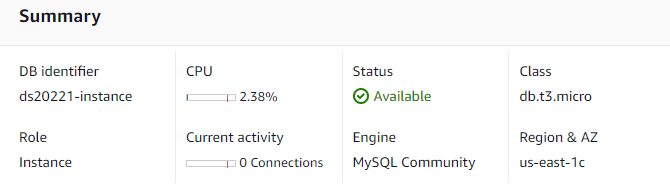 Summary
DB identifier
ds20221-instance
CPU
2.38%
Status
Available
Class
db.t3.micro
Role
Instance
Current activity
0 Connections
Engine
MySQL Community
Region & AZ
us-east-1c